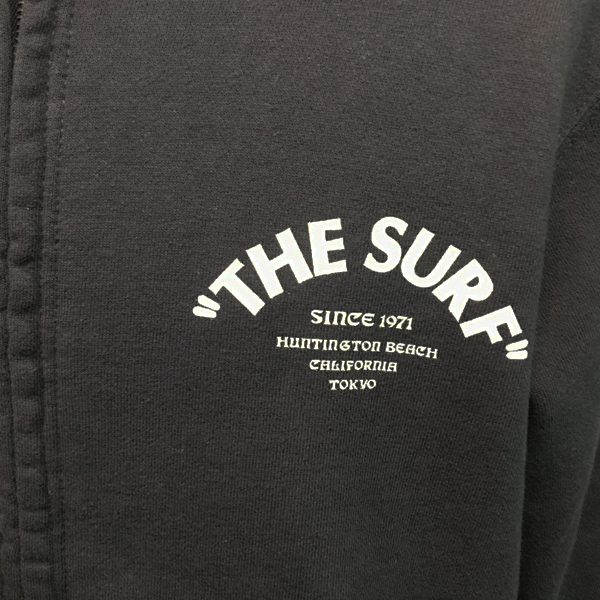 "THE SURF"
SINCE 1971
HUNTINGTON BEACH
CALIFORNIA
TOKYO